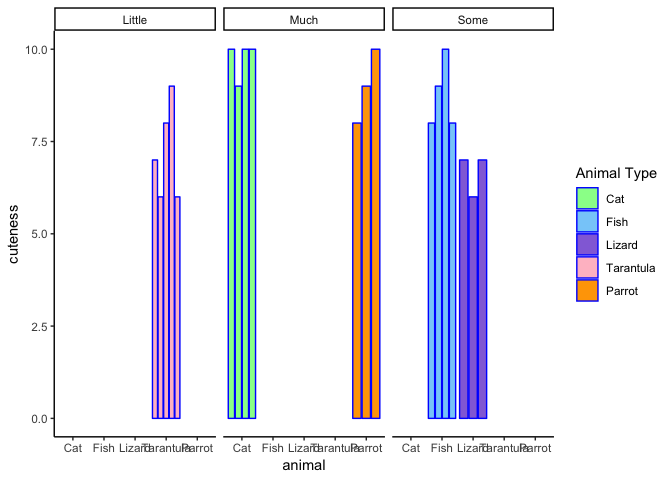 Little Much Some
10.0
7.5
5.0
2.5
0.0
cuteness
Cat Fish Lizard Tarantula Parrot Cat Fish Lizard Tarantula Parrot Cat Fish Lizard Tarantula Parrot
animal
Animal Type
Cat
Fish
Lizard
Tarantula
Parrot